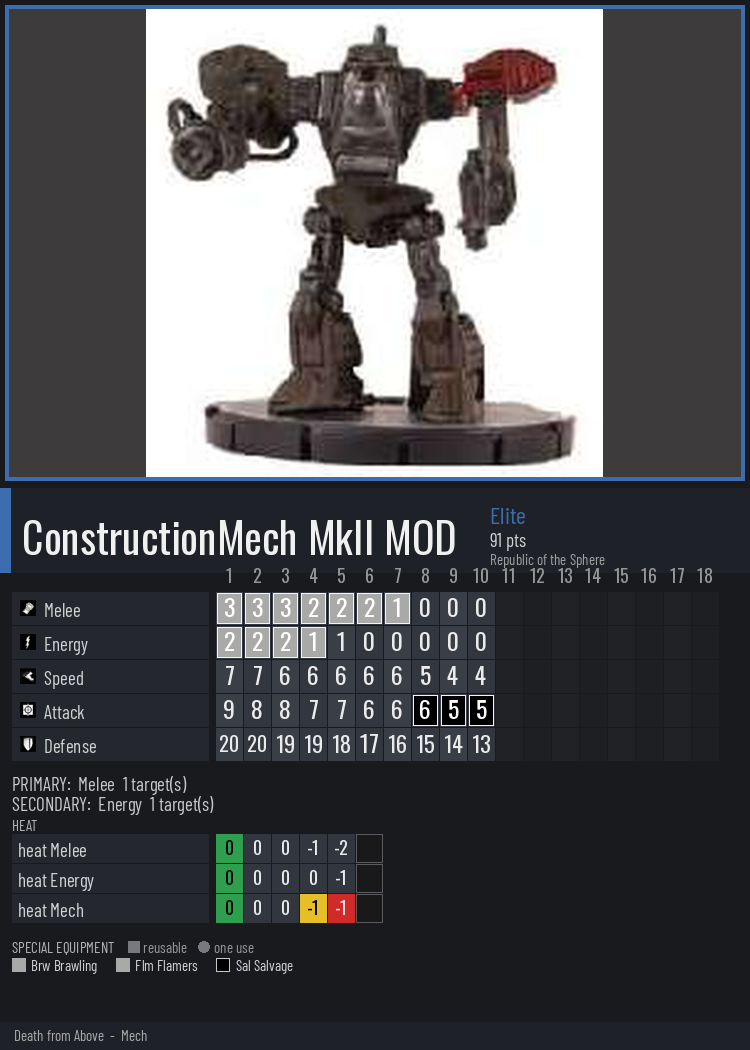 ConstructionMech MkII MOD
Elite
91 pts
Republic of the Sphere
1 2 3 4 5 6 7 8 9 10 11 12 13 14 15 16 17 18
Melee 3 3 3 2 2 2 1 0 0 0
Energy 2 2 2 1 1 0 0 0 0 0
Speed 7 7 6 6 6 6 6 5 4 4
Attack 9 8 8 7 7 6 6 6 5 5
Defense 20 20 19 19 18 17 16 15 14 13
PRIMARY: Melee 1 target(s)
SECONDARY: Energy 1 target(s)
HEAT
heat Melee 0 0 0 -1 -2
heat Energy 0 0 0 0 -1
heat Mech 0 0 0 -1 -1
SPECIAL EQUIPMENT reusable one use
Brw Brawling Flm Flamers Sal Salvage
Death from Above - Mech